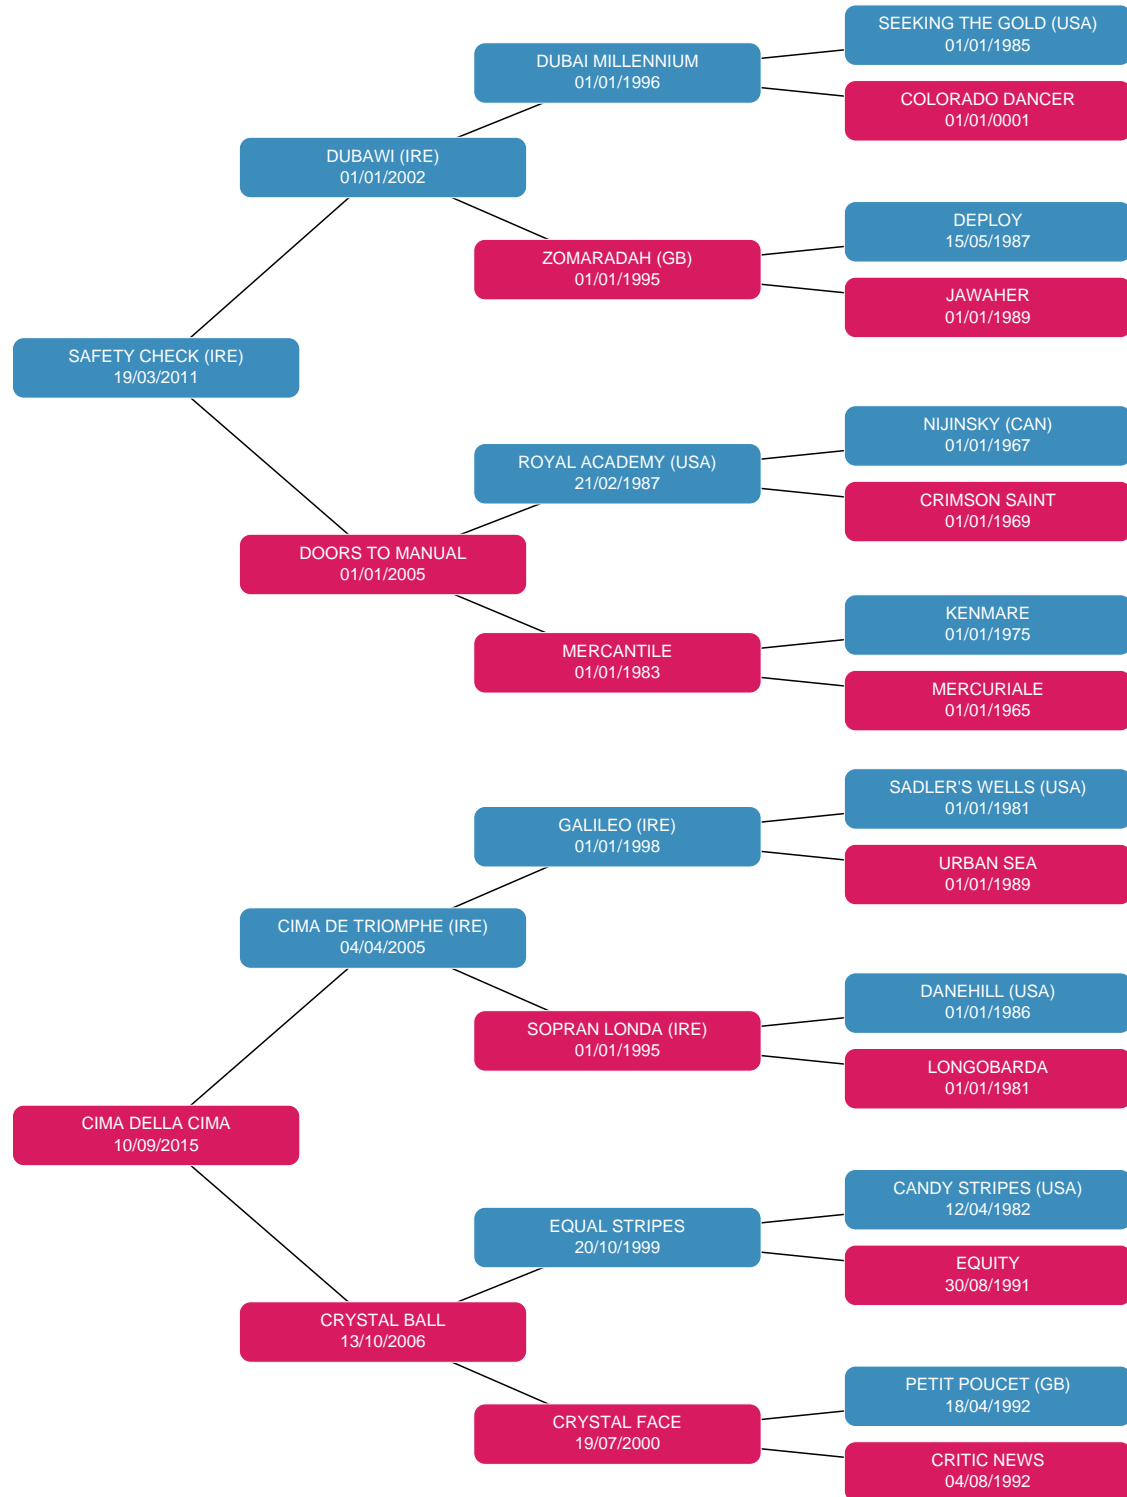 SEEKING THE GOLD (USA)
01/01/1985
DUBAI MILLENNIUM
01/01/1996
COLORADO DANCER
01/01/0001
DUBAWI (IRE)
01/01/2002
DEPLOY
15/05/1987
ZOMARADAH (GB)
01/01/1995
JAWAHER
01/01/1989
SAFETY CHECK (IRE)
19/03/2011
NIJINSKY (CAN)
01/01/1967
ROYAL ACADEMY (USA)
21/02/1987
CRIMSON SAINT
01/01/1969
DOORS TO MANUAL
01/01/2005
KENMARE
01/01/1975
MERCANTILE
01/01/1983
MERCURIALE
01/01/1965
SADLER'S WELLS (USA)
01/01/1981
GALILEO (IRE)
01/01/1998
URBAN SEA
01/01/1989
CIMA DE TRIOMPHE (IRE)
04/04/2005
DANEHILL (USA)
01/01/1986
SOPRAN LONDA (IRE)
01/01/1995
LONGOBARDA
01/01/1981
CIMA DELLA CIMA
10/09/2015
CANDY STRIPES (USA)
12/04/1982
EQUAL STRIPES
20/10/1999
EQUITY
30/08/1991
CRYSTAL BALL
13/10/2006
PETIT POUCET (GB)
18/04/1992
CRYSTAL FACE
19/07/2000
CRITIC NEWS
04/08/1992